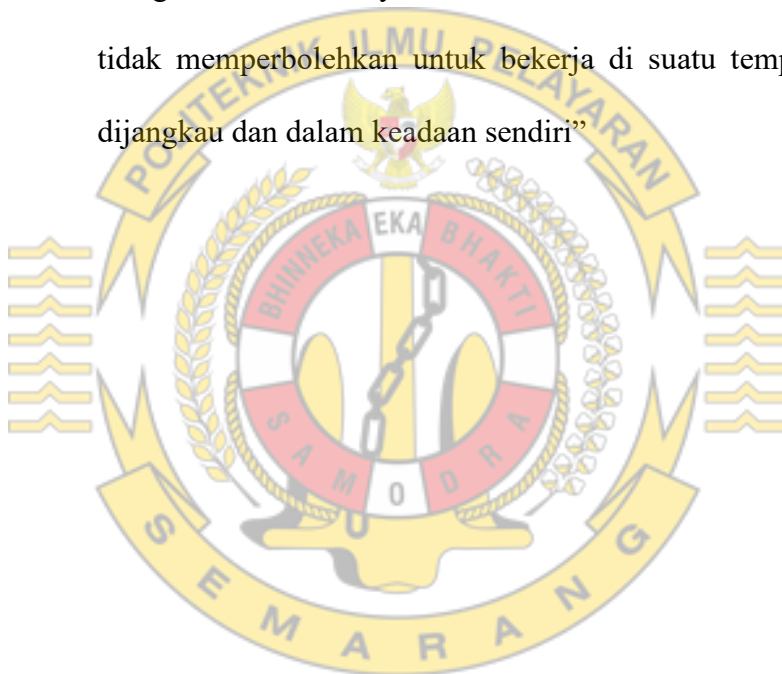 tidak memperbolehkan untuk bekerja di suatu
dijangkau dan dalam keadaan sendiri”
POLITEKNIK ILMU PELAYARAN
BHINNEKA EKA BHAKTI
SAMODRA
SEMARANG